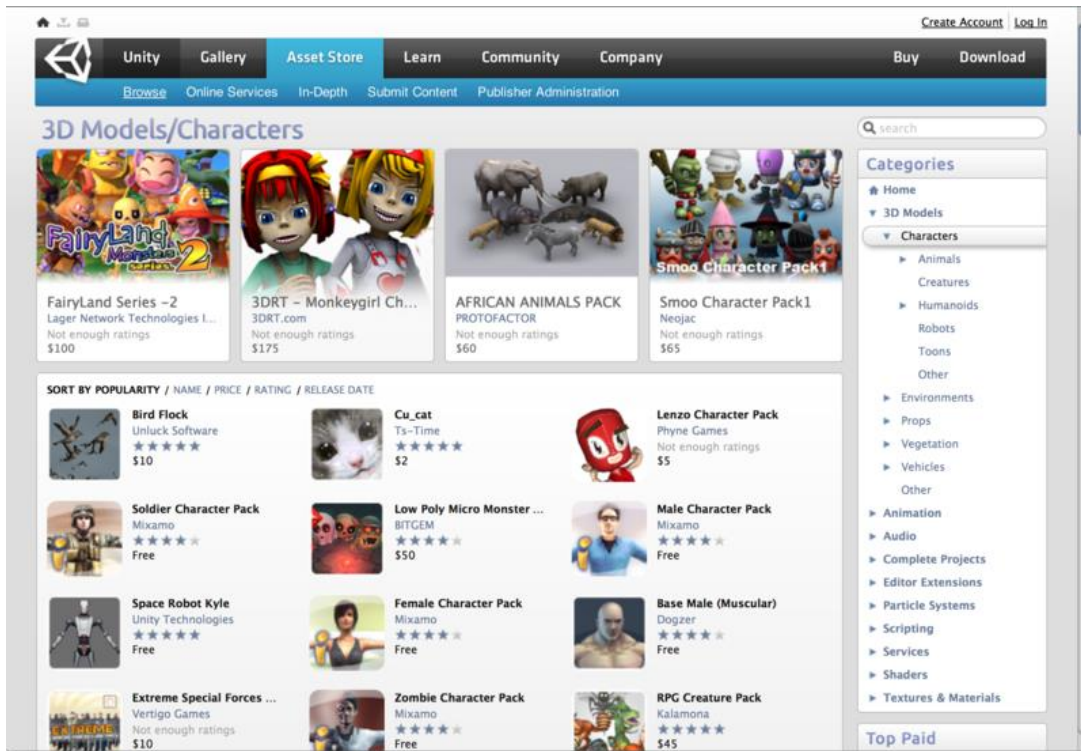 Create Account Log In
Unity Gallery Asset Store Learn Community Company Buy Download
Browse Online Services In-Depth Submit Content Publisher Administration
3D Models/Characters
search
FairyLand
Monsters
series 2
Smoo Character Pack1
FairyLand Series -2
Lager Network Technologies I...
Not enough ratings
$100
3DRT - Monkeygirl Ch...
3DRT.com
Not enough ratings
$175
AFRICAN ANIMALS PACK
PROTOFACTOR
Not enough ratings
$60
Smoo Character Pack1
Neojac
Not enough ratings
$65
SORT BY POPULARITY / NAME / PRICE / RATING / RELEASE DATE
Bird Flock
Unluck Software
$10
Cu_cat
Ts-Time
$2
Lenzo Character Pack
Phyne Games
Not enough ratings
$5
Soldier Character Pack
Mixamo
Free
Low Poly Micro Monster ...
BITGEM
$50
Male Character Pack
Mixamo
Free
Space Robot Kyle
Unity Technologies
Free
Female Character Pack
Mixamo
Free
Base Male (Muscular)
Dogzer
Free
EXTREME
Extreme Special Forces ...
Vertigo Games
Not enough ratings
$10
Zombie Character Pack
Mixamo
Free
RPG Creature Pack
Kalamona
$45
Categories
Home
3D Models
Characters
Animals
Creatures
Humanoids
Robots
Toons
Other
Environments
Props
Vegetation
Vehicles
Other
Animation
Audio
Complete Projects
Editor Extensions
Particle Systems
Scripting
Services
Shaders
Textures & Materials
Top Paid